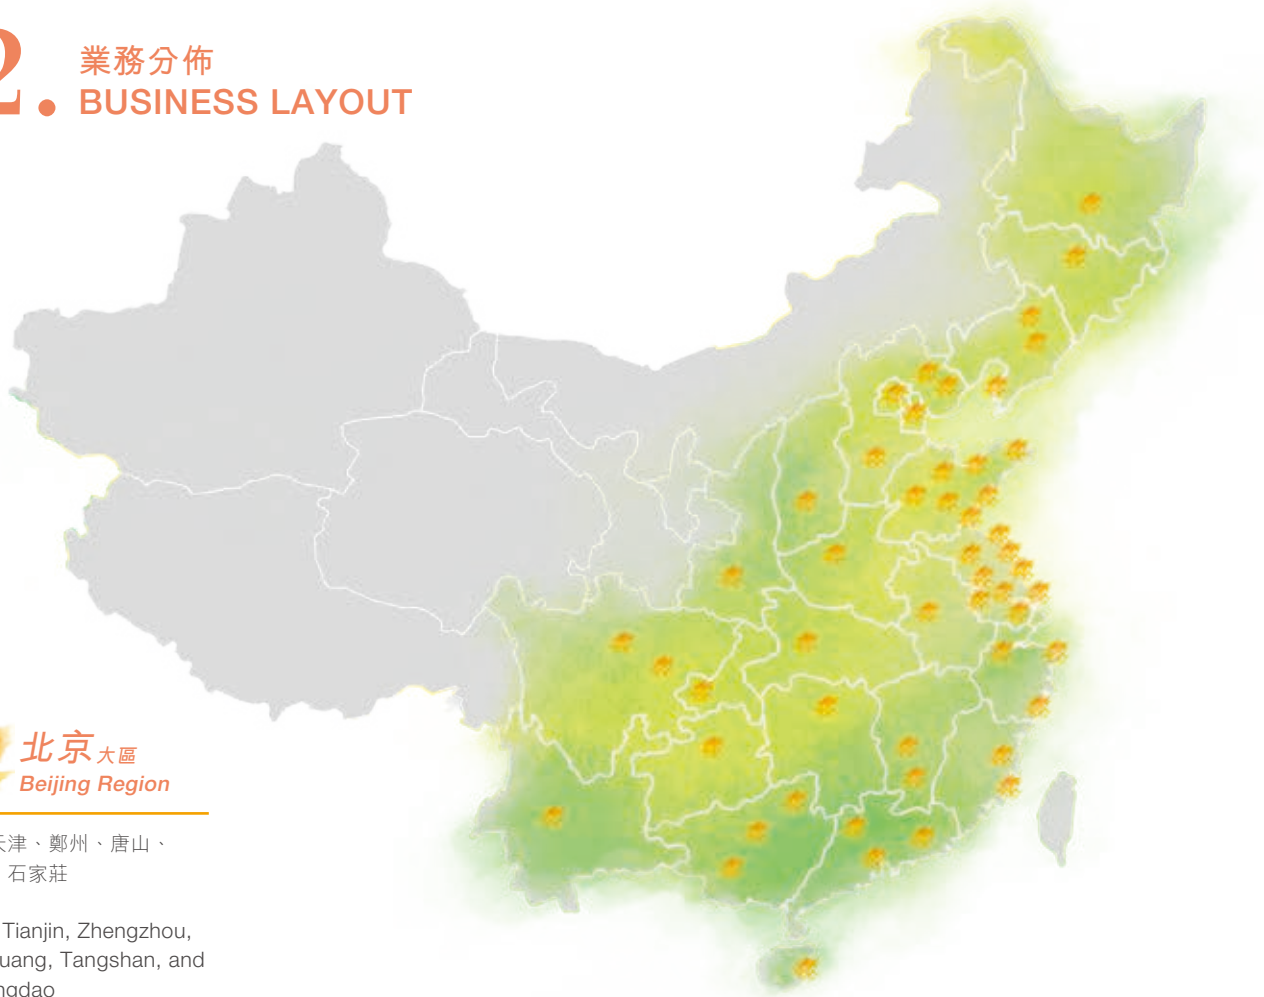 2.
業務分佈
BUSINESS LAYOUT
北京大區
Beijing Region
津、鄭州、唐山、
石家莊
Tianjin, Zhengzhou,
Tangshan, and